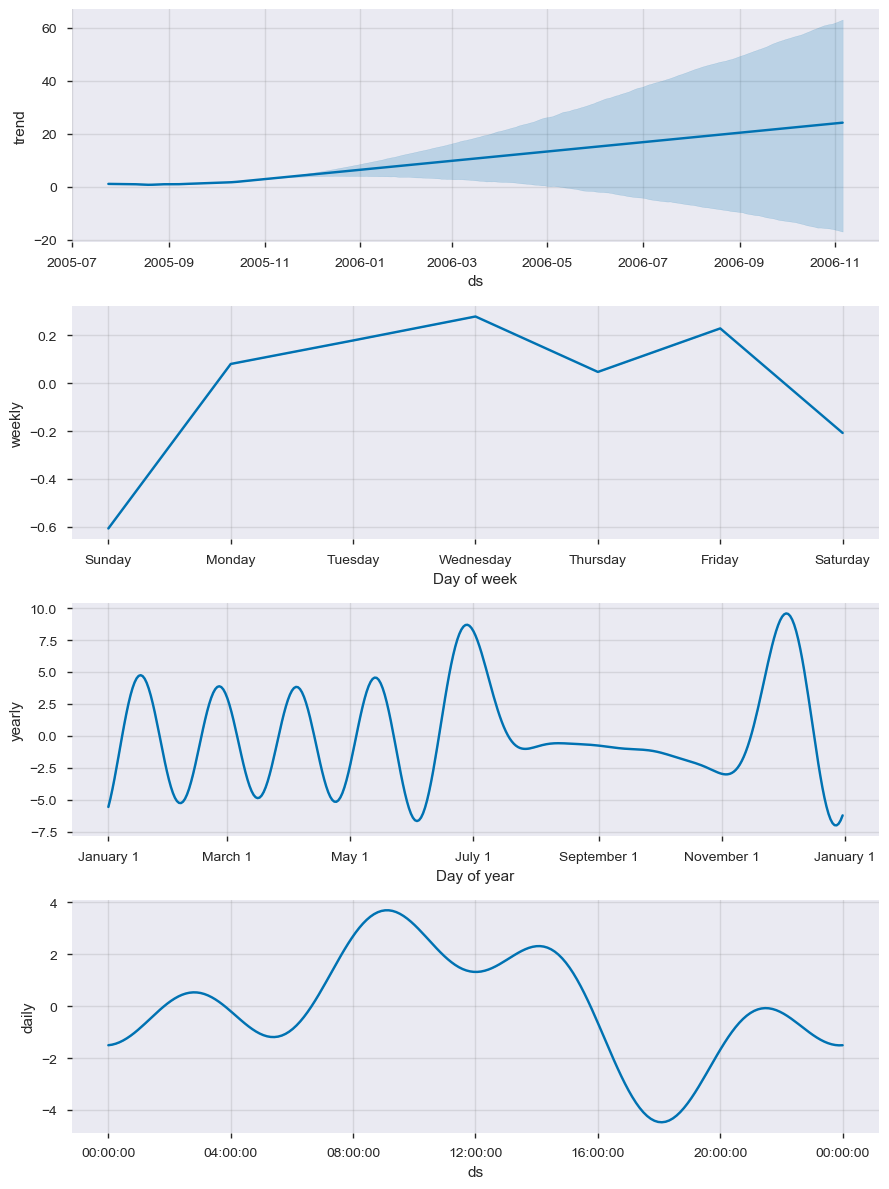 60
40
20
0
−20
trend
2005-07 2005-09 2005-11 2006-01 2006-03 2006-05 2006-07 2006-09 2006-11
ds
0.2
0.0
−0.2
−0.4
−0.6
weekly
Sunday Monday Tuesday Wednesday Thursday Friday Saturday
Day of week
10.0
7.5
5.0
2.5
0.0
−2.5
−5.0
−7.5
yearly
January 1 March 1 May 1 July 1 September 1 November 1 January 1
Day of year
4
2
0
−2
−4
daily
00:00:00 04:00:00 08:00:00 12:00:00 16:00:00 20:00:00 00:00:00
ds